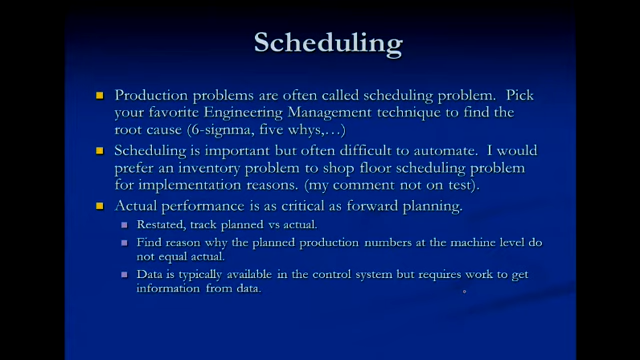 Scheduling
Production problems are often called scheduling problem. Pick
your favorite Engineering Management technique to find the
root cause (6-signma, five whys,…)
Scheduling is important but often difficult to automate. I would
prefer an inventory problem to shop floor scheduling problem
for implementation reasons. (my comment not on test).
Actual performance is as critical as forward planning.
Restated, track planned vs actual.
Find reason why the planned production numbers at the machine level do
not equal actual.
Data is typically available in the control system but requires work to get
information from data.